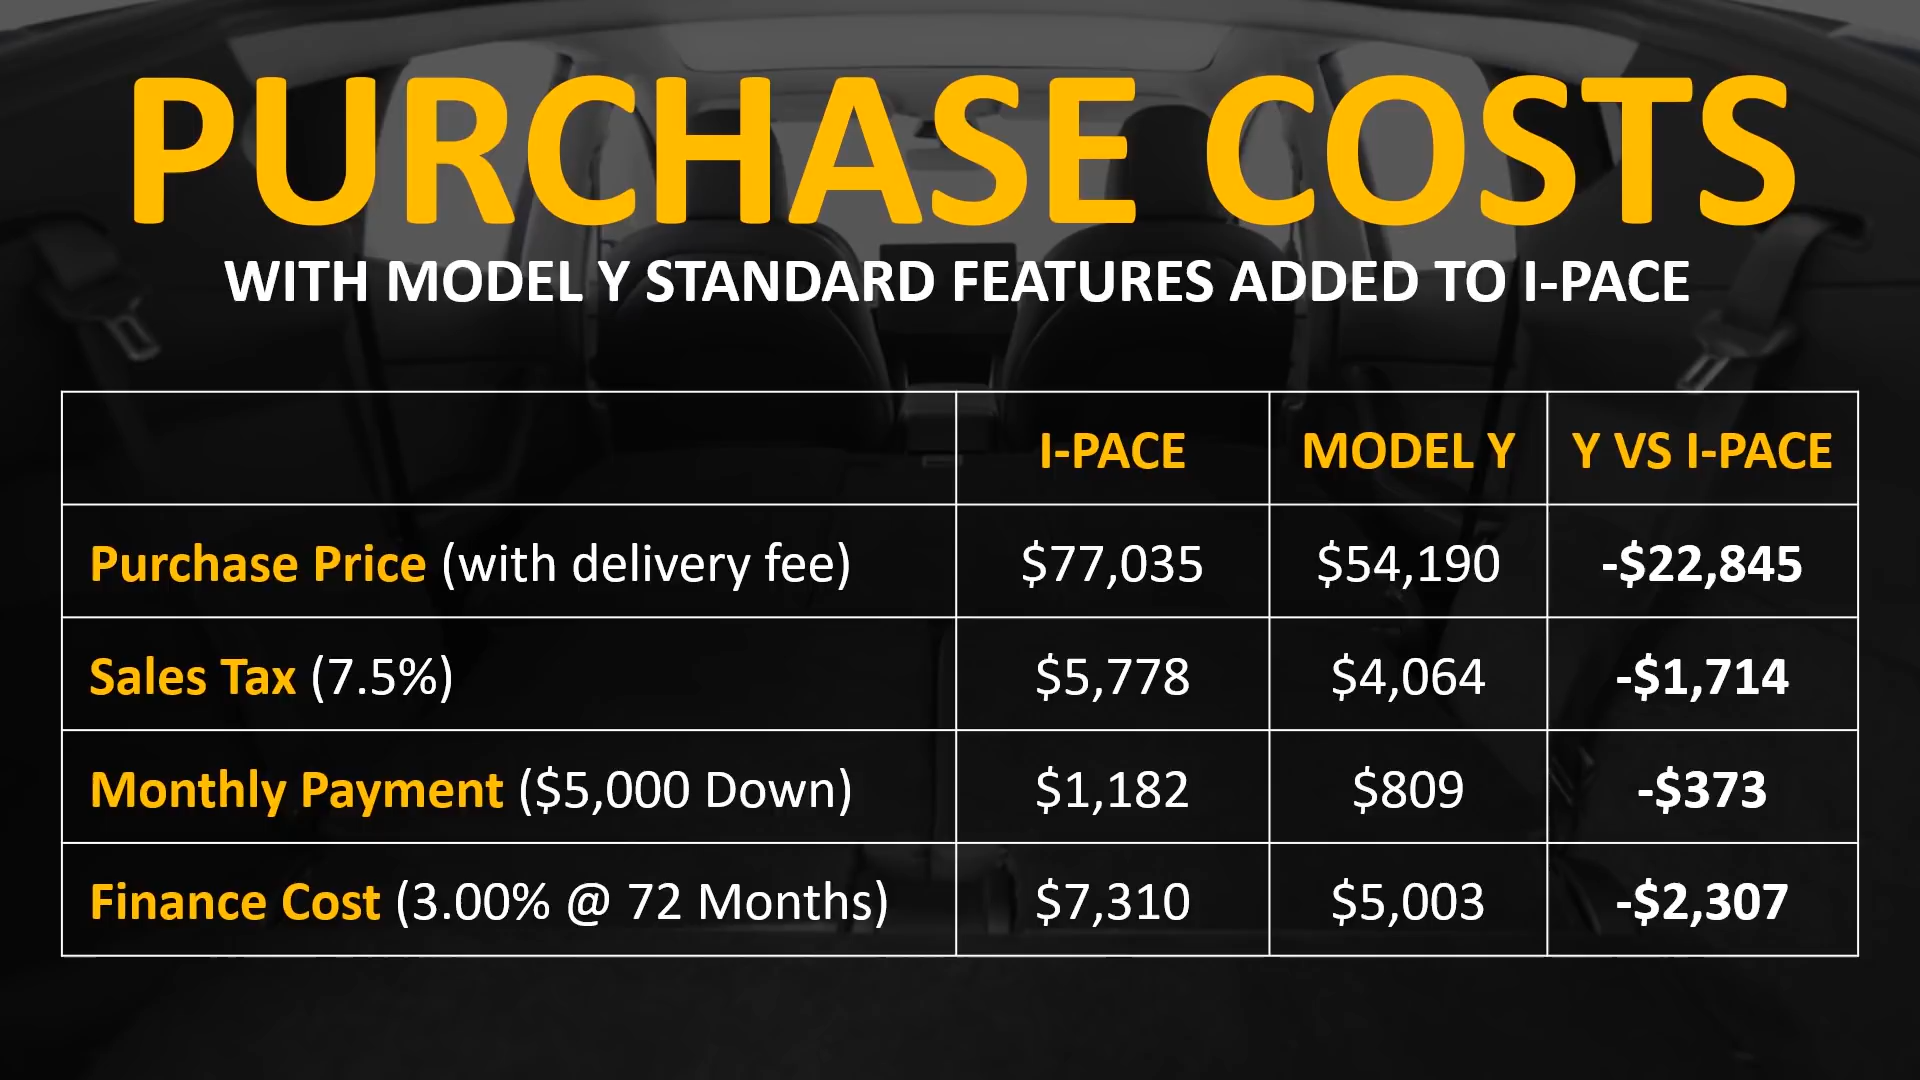 PURCHASE COSTS
WITH MODEL Y STANDARD FEATURES ADDED TO I-PACE
I-PACE MODEL Y Y VS I-PACE
Purchase Price (with delivery fee) $77,035 $54,190 -$22,845
Sales Tax (7.5%) $5,778 $4,064 -$1,714
Monthly Payment ($5,000 Down) $1,182 $809 -$373
Finance Cost (3.00% @ 72 Months) $7,310 $5,003 -$2,307